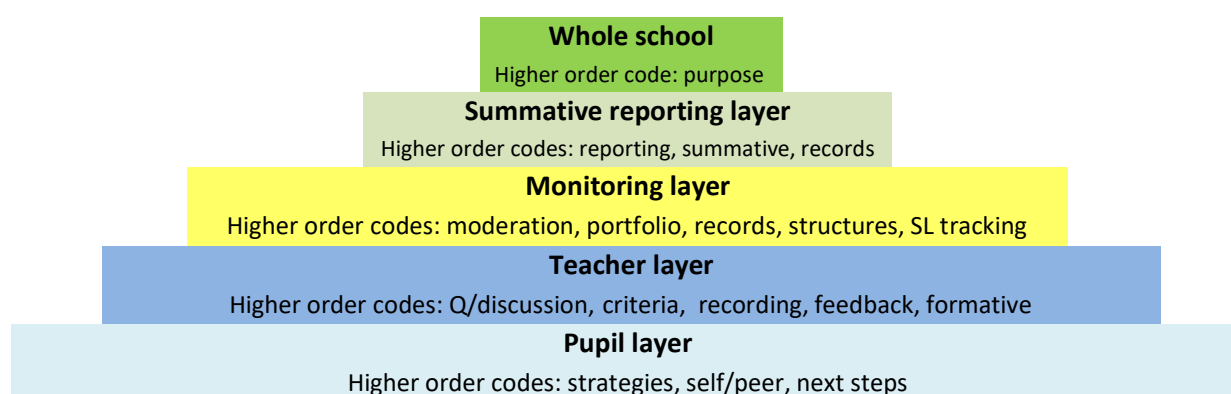 Whole school
Higher order code: purpose
Summative reporting layer
Higher order codes: reporting, summative, records
Monitoring layer
Higher order codes: moderation, portfolio, records, structures, SL tracking
Teacher layer
Higher order codes: Q/discussion, criteria,  recording, feedback, formative
Pupil layer
Higher order codes: strategies, self/peer, next steps